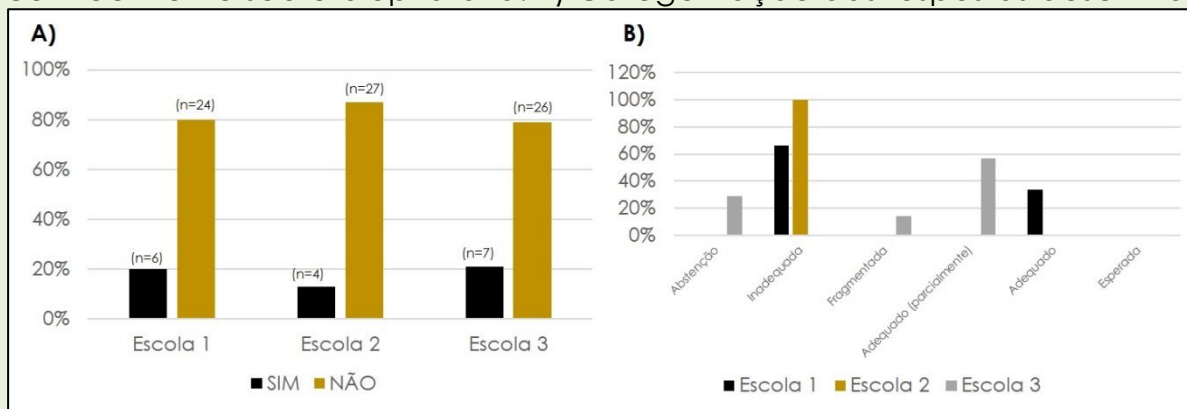 A)
100%
80%
60%
40%
20%
0%
(n=24)
(n=27)
(n=26)
(n=6)
(n=4)
(n=7)
Escola 1
Escola 2
Escola 3
SIM
NÃO
B)
120%
100%
80%
60%
40%
20%
0%
Abstenção
Inadequada
Fragmentada
Adequado (parcialmente)
Adequado
Esperada
Escola 1
Escola 2
Escola 3